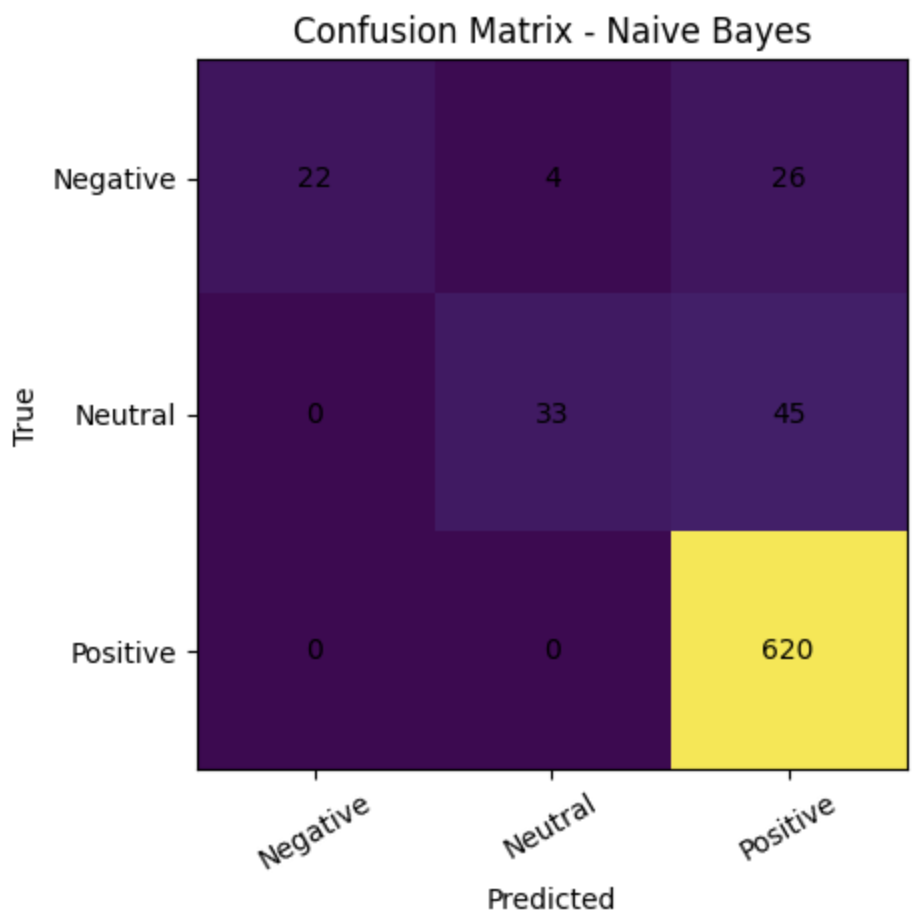 Confusion Matrix - Naive Bayes
Negative 22 4 26
Neutral 0 33 45
Positive 0 0 620
True
Negative Neutral Positive
Predicted